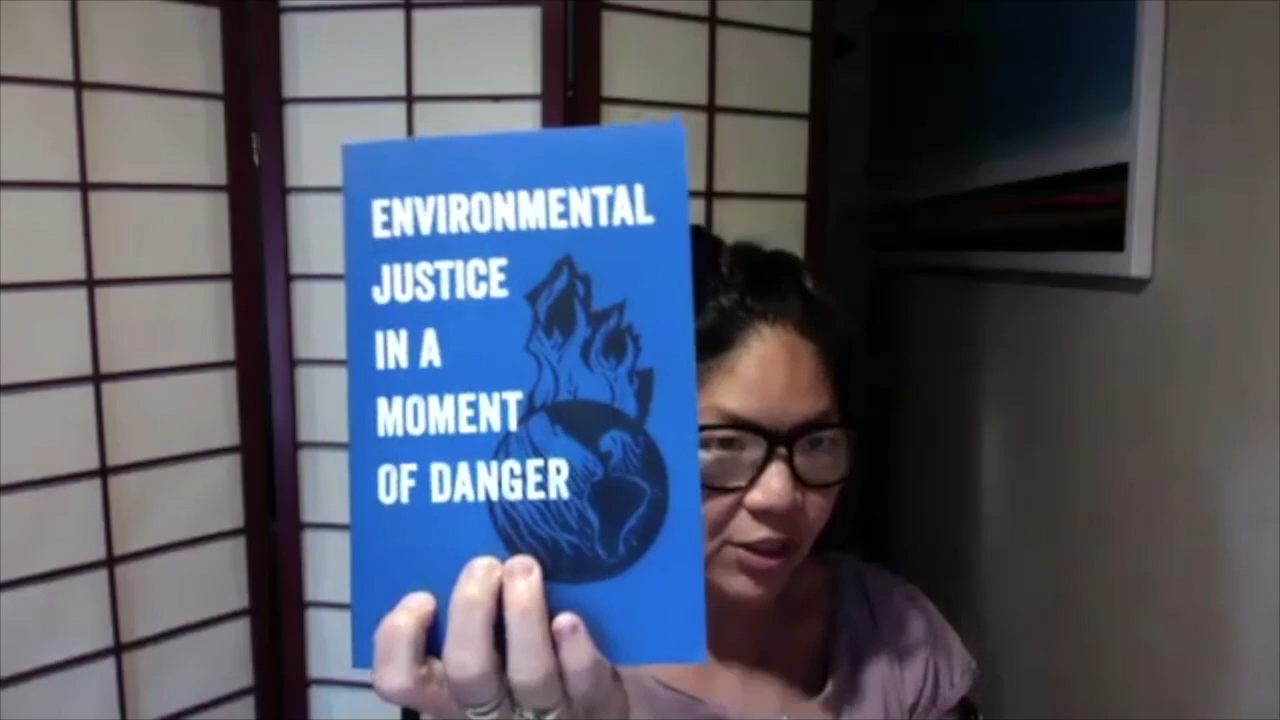 ENVIRONMENTAL
JUSTICE
IN A
MOMENT
OF DANGER